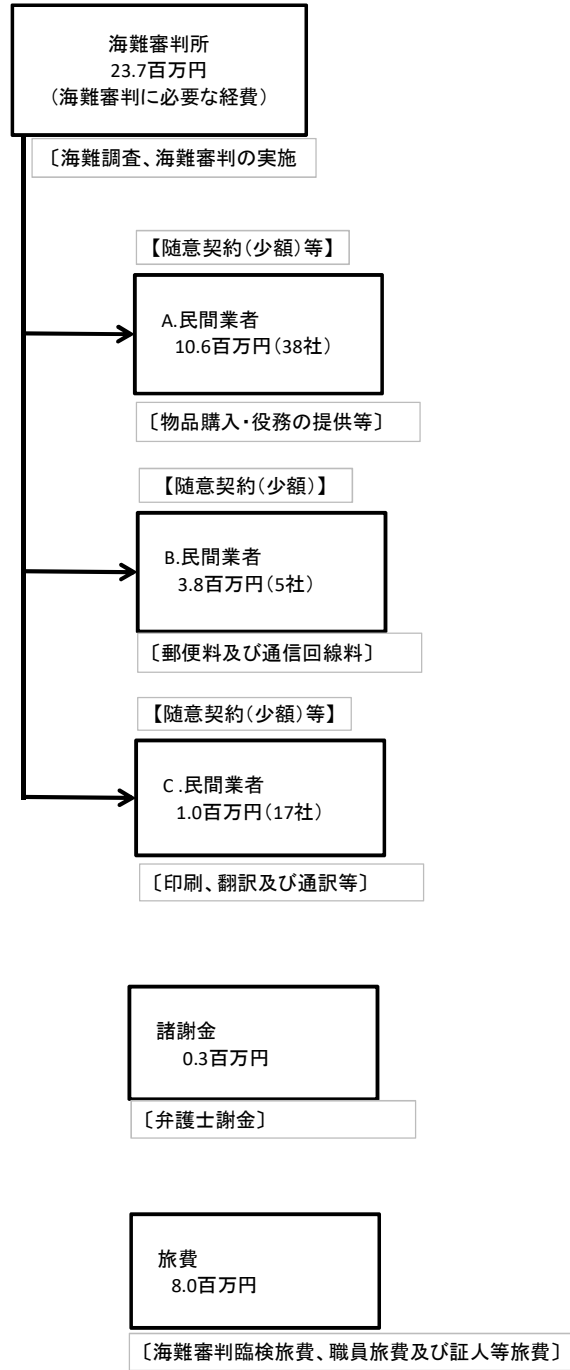 海難審判所
23.7百万円
(海難審判に必要な経費)
〔海難調査、海難審判の実施
【随意契約(少額)等】
A.民間業者
10.6百万円(38社)
〔物品購入・役務の提供等〕
【随意契約(少額)】
B.民間業者
3.8百万円(5社)
〔郵便料及び通信回線料〕
【随意契約(少額)等】
C.民間業者
1.0百万円(17社)
〔印刷、翻訳及び通訳等〕
諸謝金
0.3百万円
〔弁護士謝金〕
旅費
8.0百万円
〔海難審判臨検旅費、職員旅費及び証人等旅費〕